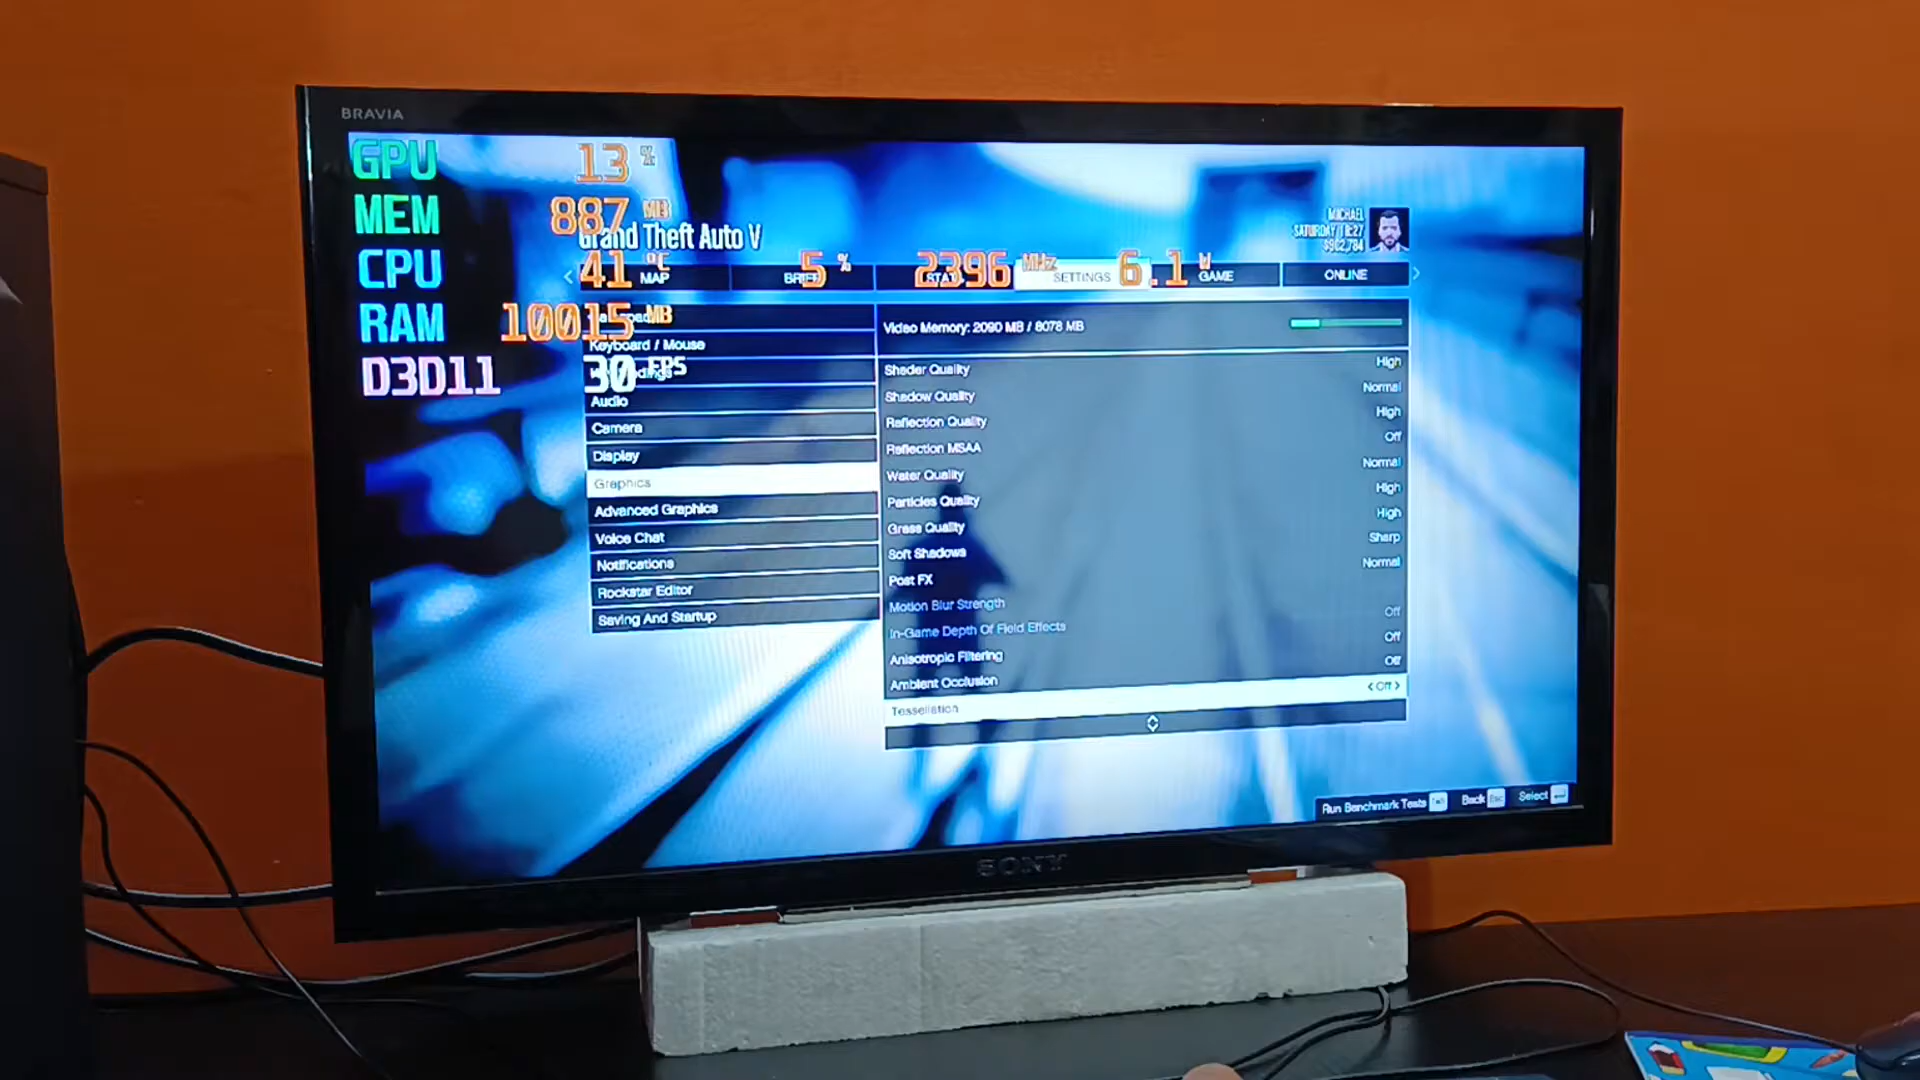 BRAVIA
GPU 13 %
MEM 887 MB
Grand Theft Auto V
MICHAEL
SATURDAY
$902,784
CPU 41 °C 5 % 2396 MHz 6.1 W
MAP
SETTINGS
GAME
ONLINE
RAM 10015 MB
Video Memory: 2090 MB / 8078 MB
Keyboard / Mouse
D3D11 30 FPS
Audio
Camera
Display
Graphics
Advanced Graphics
Voice Chat
Notifications
Rockstar Editor
Saving And Startup
Shader Quality High
Shadow Quality Normal
Reflection Quality High
Reflection MSAA Off
Water Quality Normal
Particles Quality High
Grass Quality High
Soft Shadows Sharp
Post FX Normal
Motion Blur Strength
In-Game Depth Of Field Effects Off
Anisotropic Filtering Off
Ambient Occlusion Off
Tessellation < Off >
Run Benchmark Tests Tab Back Esc Select
SONY